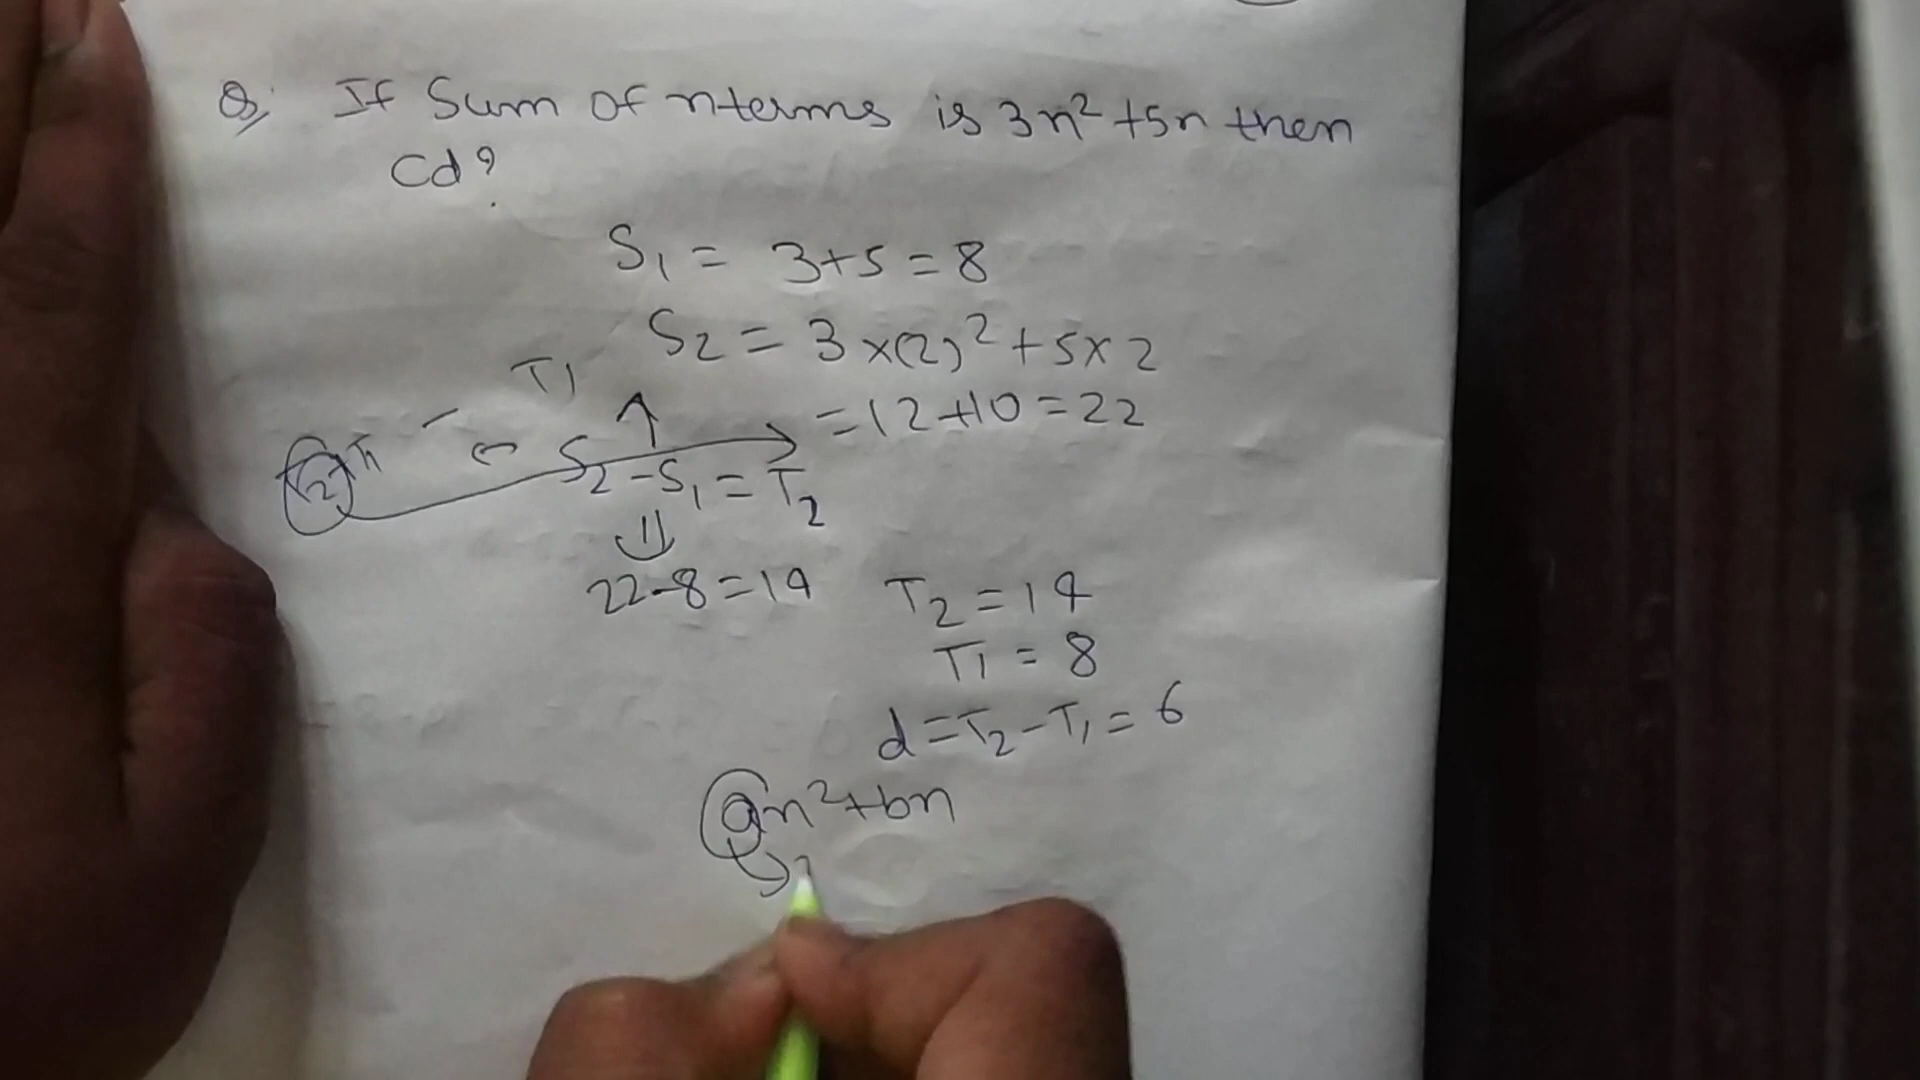 Q. If Sum of n terms is 3n²+5n then
Cd?
S₁ = 3+5=8
S₂ = 3×(2)²+5×2
=12+10=22
T1
S₂-S₁=T₂
22-8=14
T₂=14
T1 = 8
d=T₂-T₁=6
an²+bn